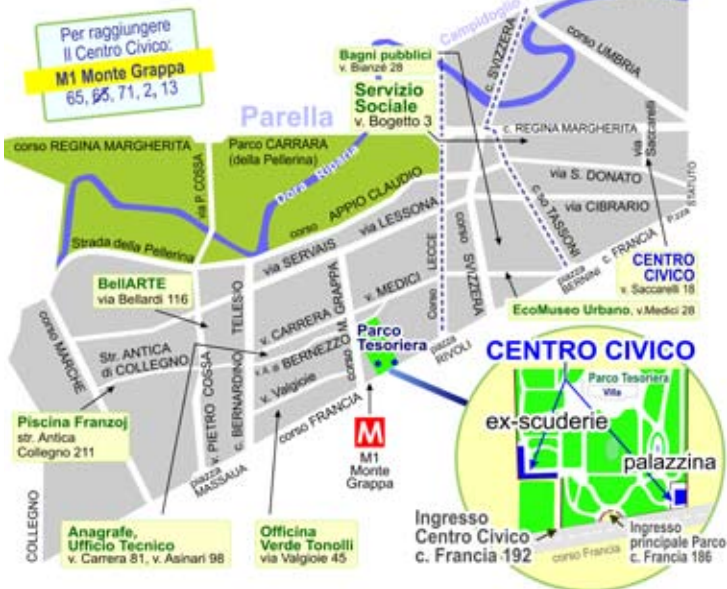 Per raggiungere
Il Centro Civico:
M1 Monte Grappa
65, 65, 71, 2, 13
Campidoglio
corso UMBRIA
c. SVIZZERA
Bagni pubblici
v. Bianzè 28
Servizio
Sociale
v. Bogetto 3
Parella
corso REGINA MARGHERITA
Parco CARRARA
(della Pellerina)
c. REGINA MARGHERITA
via
Saccarelli
via P. COSSA
Dora Riparia
corso APPIO CLAUDIO
via S. DONATO
via CIBRARIO
P.zza
STATUTO
Strada della Pellerina
via SERVAIS
via LESSONA
c.so TASSONI
c. FRANCIA
piazza
BERNINI
CENTRO
CIVICO
v. Saccarelli 18
BellARTE
via Bellardi 116
corso MARCHE
Str. ANTICA
di COLLEGNO
v. PIETRO COSSA
c. BERNARDINO TELESIO
v. CARRERA
v.A. a BERNEZZO
v. Valgioie
corso M. GRAPPA
v. MEDICI
Corso LECCE
corso
SVIZZERA
EcoMuseo Urbano, v.Medici 28
Parco
Tesoriera
piazza
RIVOLI
corso FRANCIA
piazza
MASSAUA
Piscina Franzoj
str. Antica
Collegno 211
COLLEGNO
M
M1
Monte
Grappa
Anagrafe,
Ufficio Tecnico
v. Carrera 81, v. Asinari 98
Officina
Verde Tonolli
via Valgioie 45
CENTRO CIVICO
Parco Tesoriera
Villa
ex-scuderie
palazzina
Ingresso
Centro Civico
c. Francia 192
Ingresso
principale Parco
c. Francia 186
corso Francia